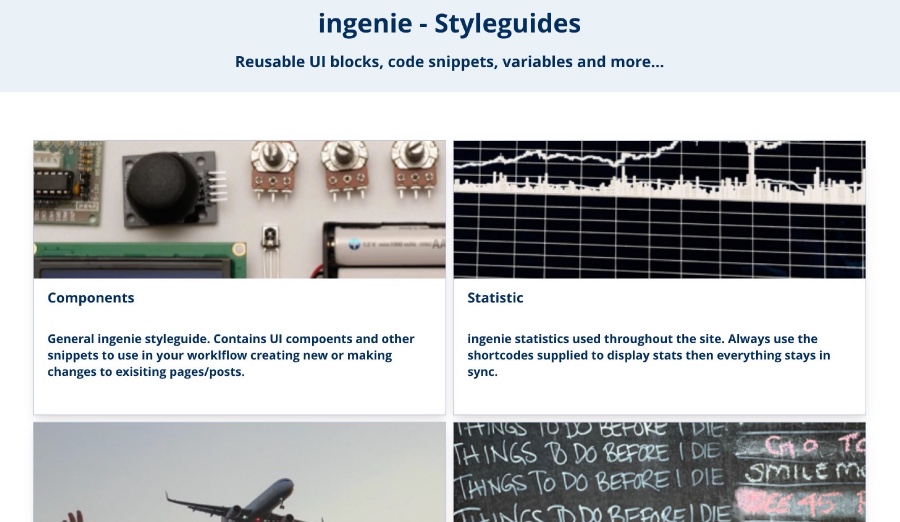 ingenie - Styleguides
Reusable UI blocks, code snippets, variables and more...
Components
General ingenie styleguide. Contains UI compoents and other
snippets to use in your worklflow creating new or making
changes to exisiting pages/posts.
Statistic
ingenie statistics used throughout the site. Always use the
shortcodes supplied to display stats then everything stays in
sync.
THINGS TO DO BEFORE I DIE
THINGS TO DO BEFORE I DIE
THINGS TO DO BEFORE I DIE
THINGS TO DO BEFORE I DIE
Go To
SMILE